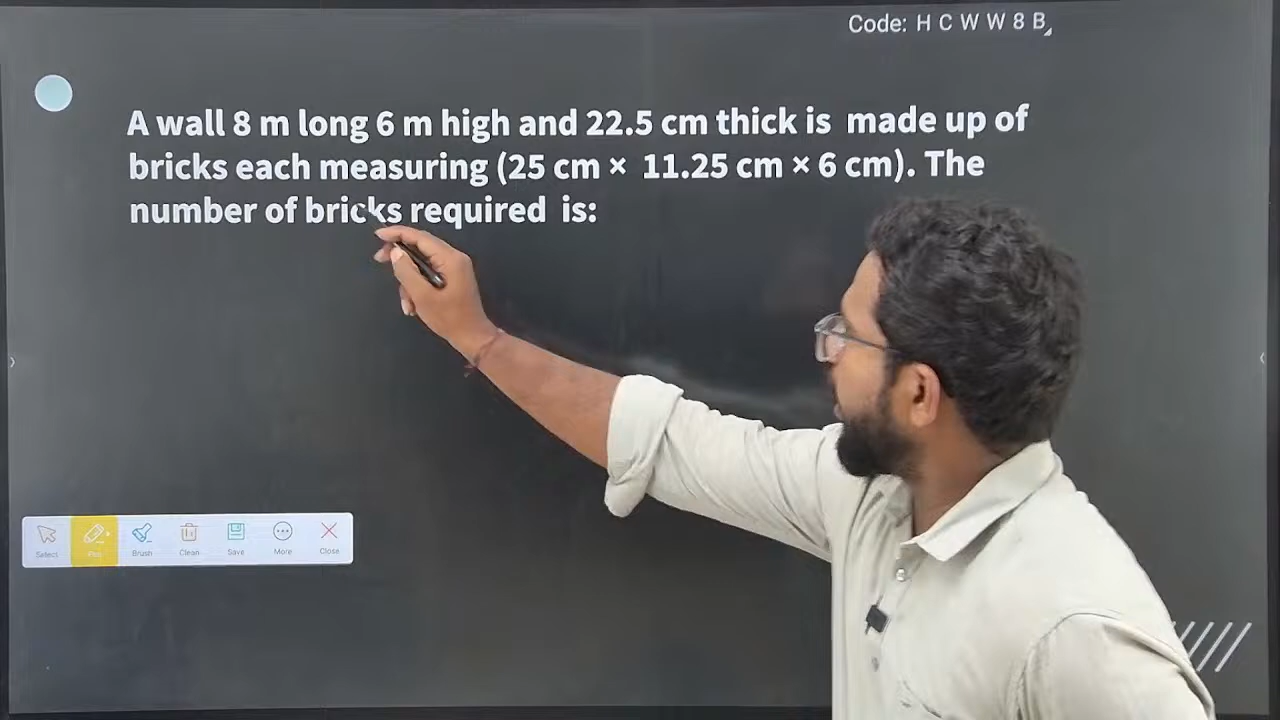 Code: H C W W 8 B
A wall 8 m long 6 m high and 22.5 cm thick is made up of
bricks each measuring (25 cm × 11.25 cm × 6 cm). The
number of bricks required is:
Select Pen Brush Clean Save More Close